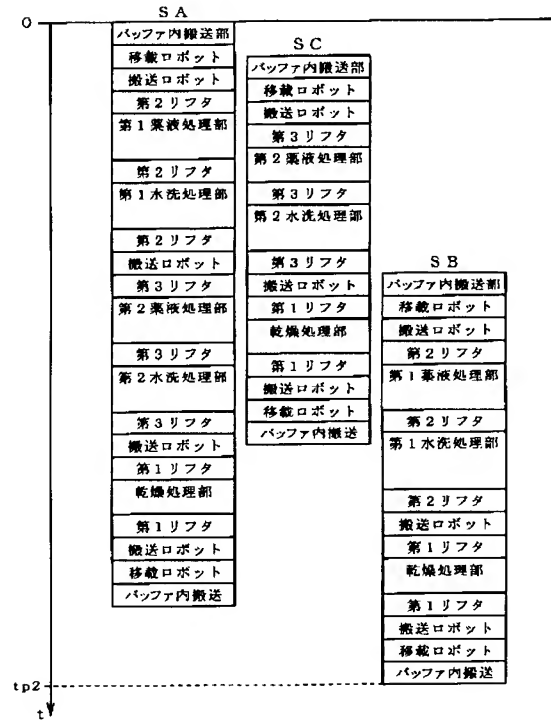 0
SA
バッファ内搬送部
移載ロボット
搬送ロボット
第2リフタ
第1薬液処理部
第2リフタ
第1水洗処理部
第2リフタ
搬送ロボット
第3リフタ
第2薬液処理部
第3リフタ
第2水洗処理部
第3リフタ
搬送ロボット
第1リフタ
乾燥処理部
第1リフタ
搬送ロボット
移載ロボット
バッファ内搬送
SC
バッファ内搬送部
移載ロボット
搬送ロボット
第3リフタ
第2薬液処理部
第3リフタ
第2水洗処理部
第3リフタ
搬送ロボット
第1リフタ
乾燥処理部
第1リフタ
搬送ロボット
移載ロボット
バッファ内搬送
SB
バッファ内搬送部
移載ロボット
搬送ロボット
第2リフタ
第1薬液処理部
第2リフタ
第1水洗処理部
第2リフタ
搬送ロボット
第1リフタ
乾燥処理部
第1リフタ
搬送ロボット
移載ロボット
バッファ内搬送
tp2
t